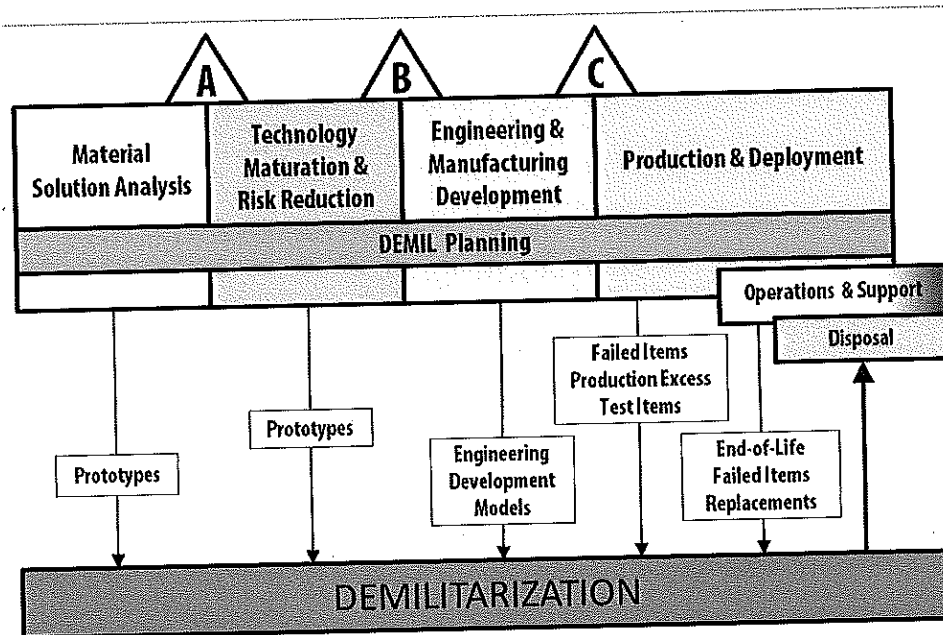 A
B
C
Material
Solution Analysis
Technology
Maturation &
Risk Reduction
Engineering &
Manufacturing
Development
Production & Deployment
DEMIL Planning
Operations & Support
Disposal
Failed Items
Production Excess
Test Items
Prototypes
Prototypes
Engineering
Development
Models
End-of-Life
Failed Items
Replacements
DEMILITARIZATION